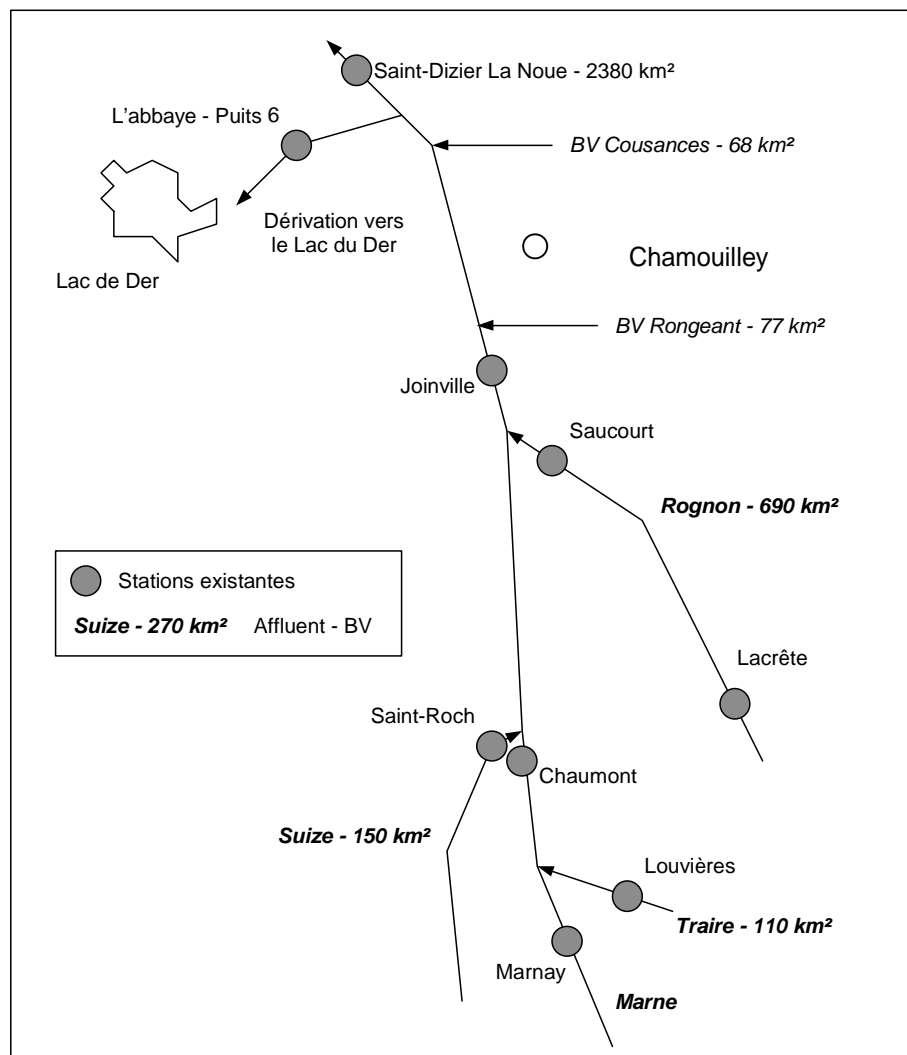 Saint-Dizier La Noue - 2380 km²
L'abbaye - Puits 6
BV Cousances - 68 km²
Dérivation vers
le Lac du Der
Chamouilley
Lac de Der
BV Rongeant - 77 km²
Joinville
Saucourt
Rognon - 690 km²
Stations existantes
Suize - 270 km² Affluent - BV
Lacrête
Saint-Roch
Chaumont
Suize - 150 km²
Louvières
Traire - 110 km²
Marnay
Marne